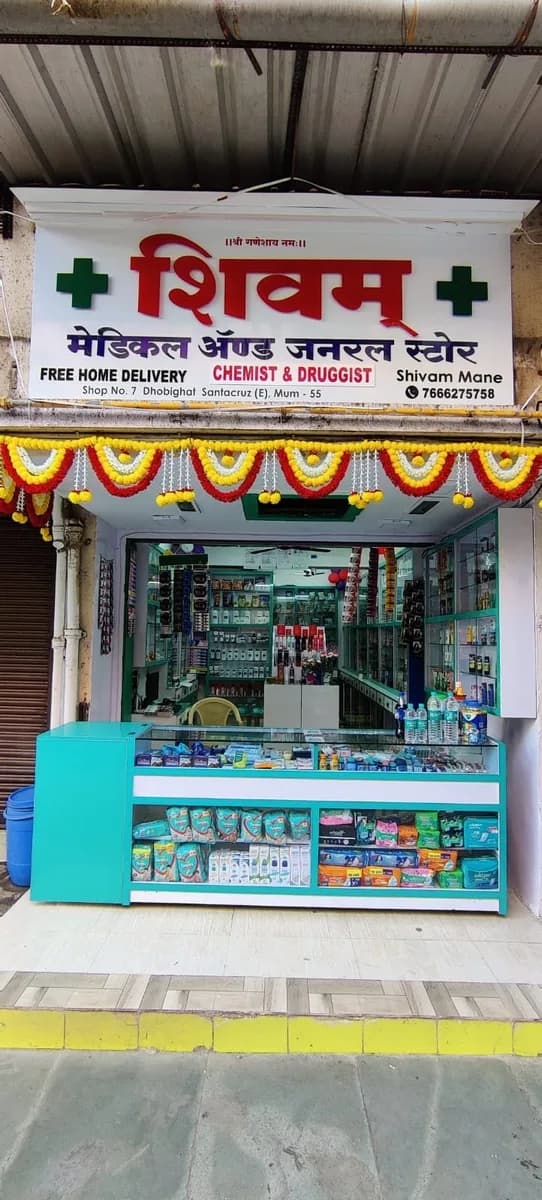 ।।श्री गणेशाय नमः।।
शिवम्
मेडिकल ॲण्ड जनरल स्टोर
FREE HOME DELIVERY CHEMIST & DRUGGIST Shivam Mane
Shop No. 7 Dhobighat Santacruz (E), Mum - 55 7666275758